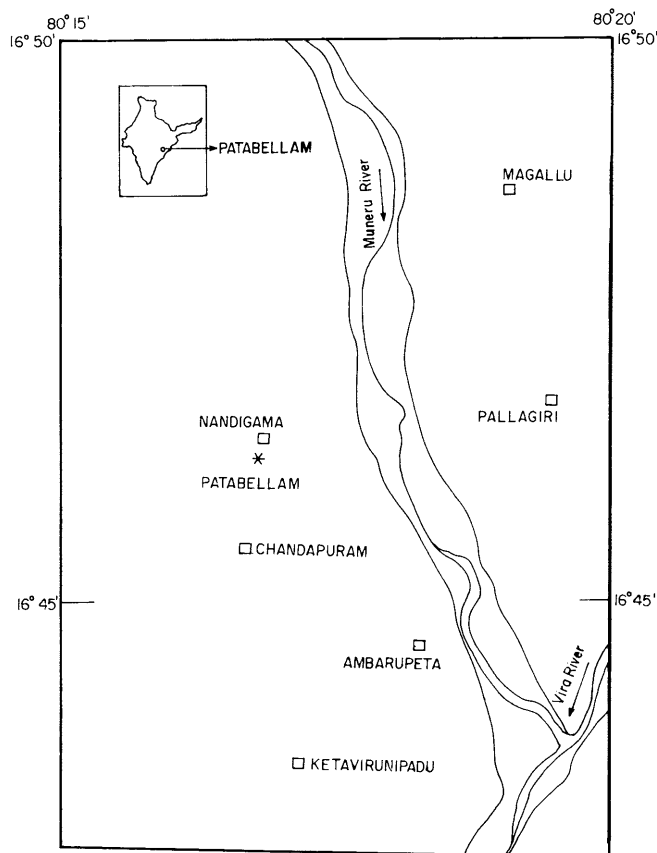 80° 15'
80° 20'
16° 50'
16° 50'
PATABELLAM
Muneru River
MAGALLU
PALLAGIRI
NANDIGAMA
PATABELLAM
CHANDAPURAM
16° 45'
16° 45'
AMBARUPETA
Vira River
KETAVIRUNIPADU